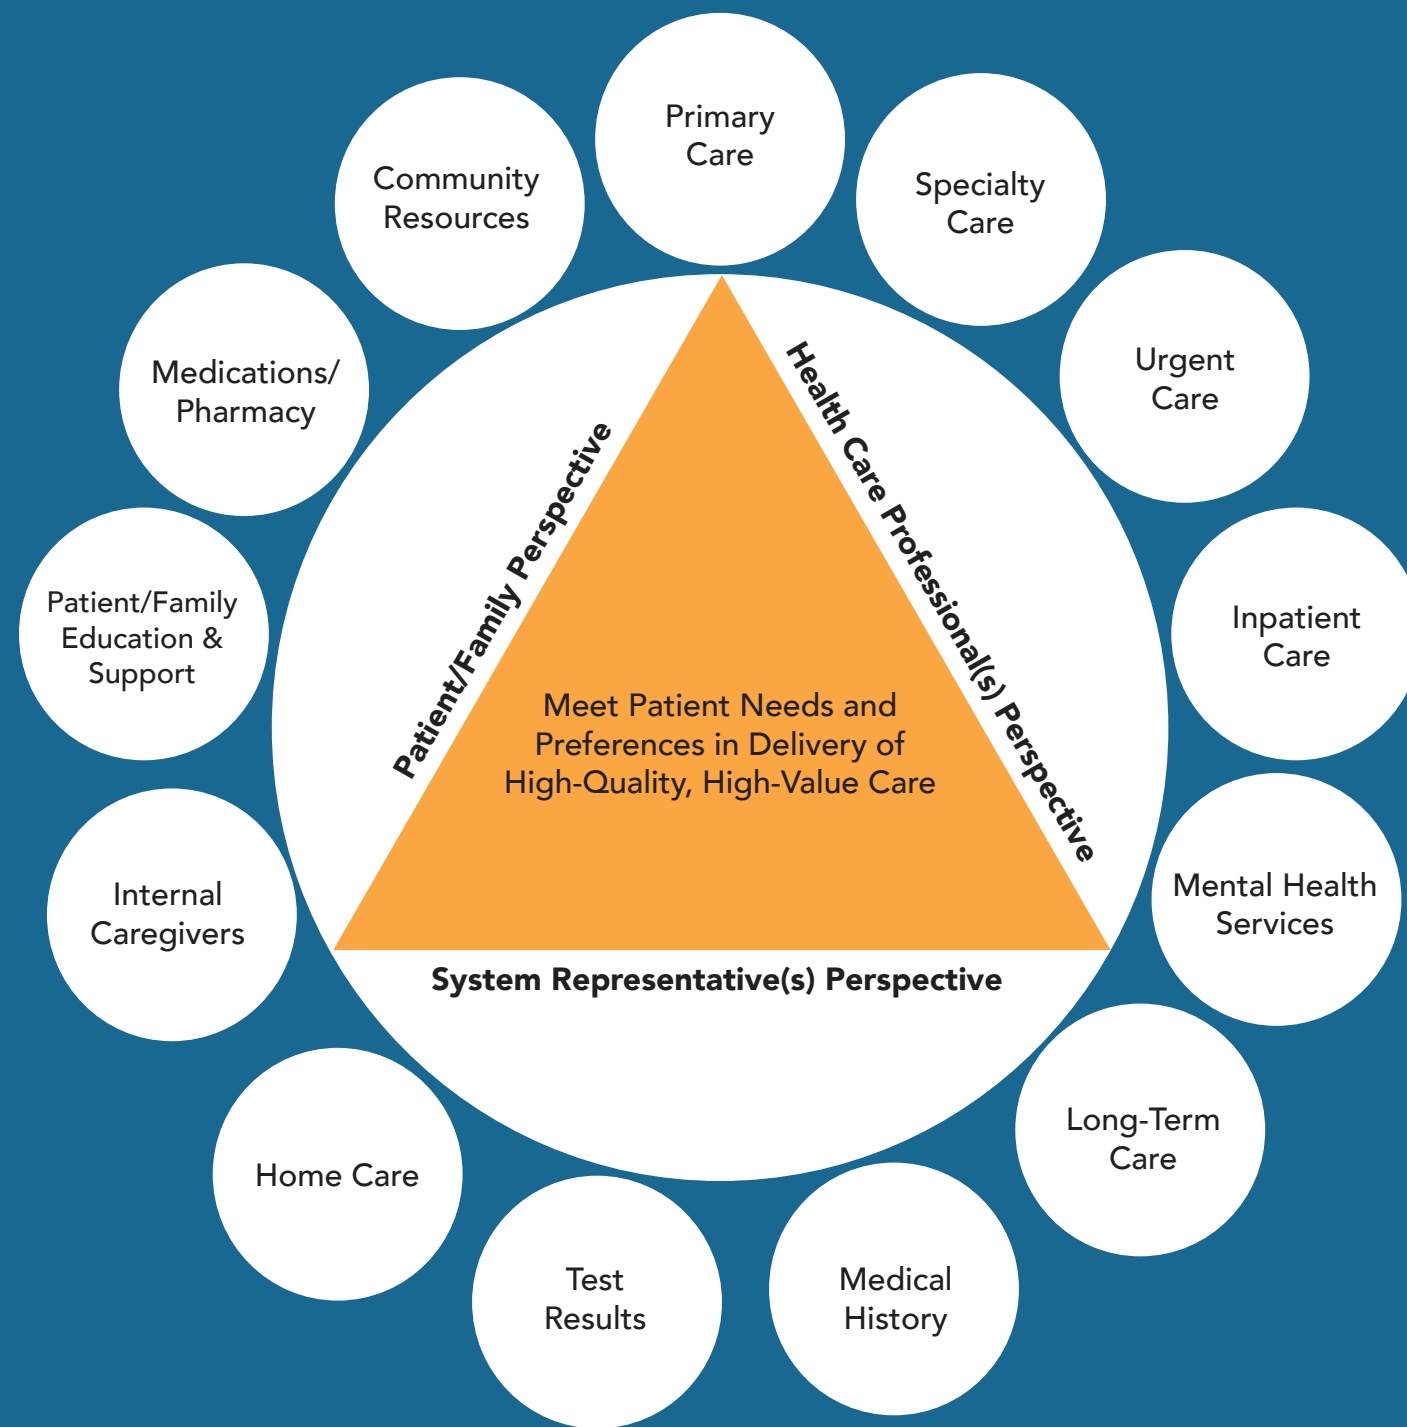 Primary
Care
Specialty
Care
Urgent
Care
Inpatient
Care
Mental Health
Services
Long-Term
Care
Medical
History
Test
Results
Home Care
Internal
Caregivers
Patient/Family
Education &
Support
Medications/
Pharmacy
Community
Resources
Patient/Family Perspective
Health Care Professional(s) Perspective
System Representative(s) Perspective
Meet Patient Needs and
Preferences in Delivery of
High-Quality, High-Value Care